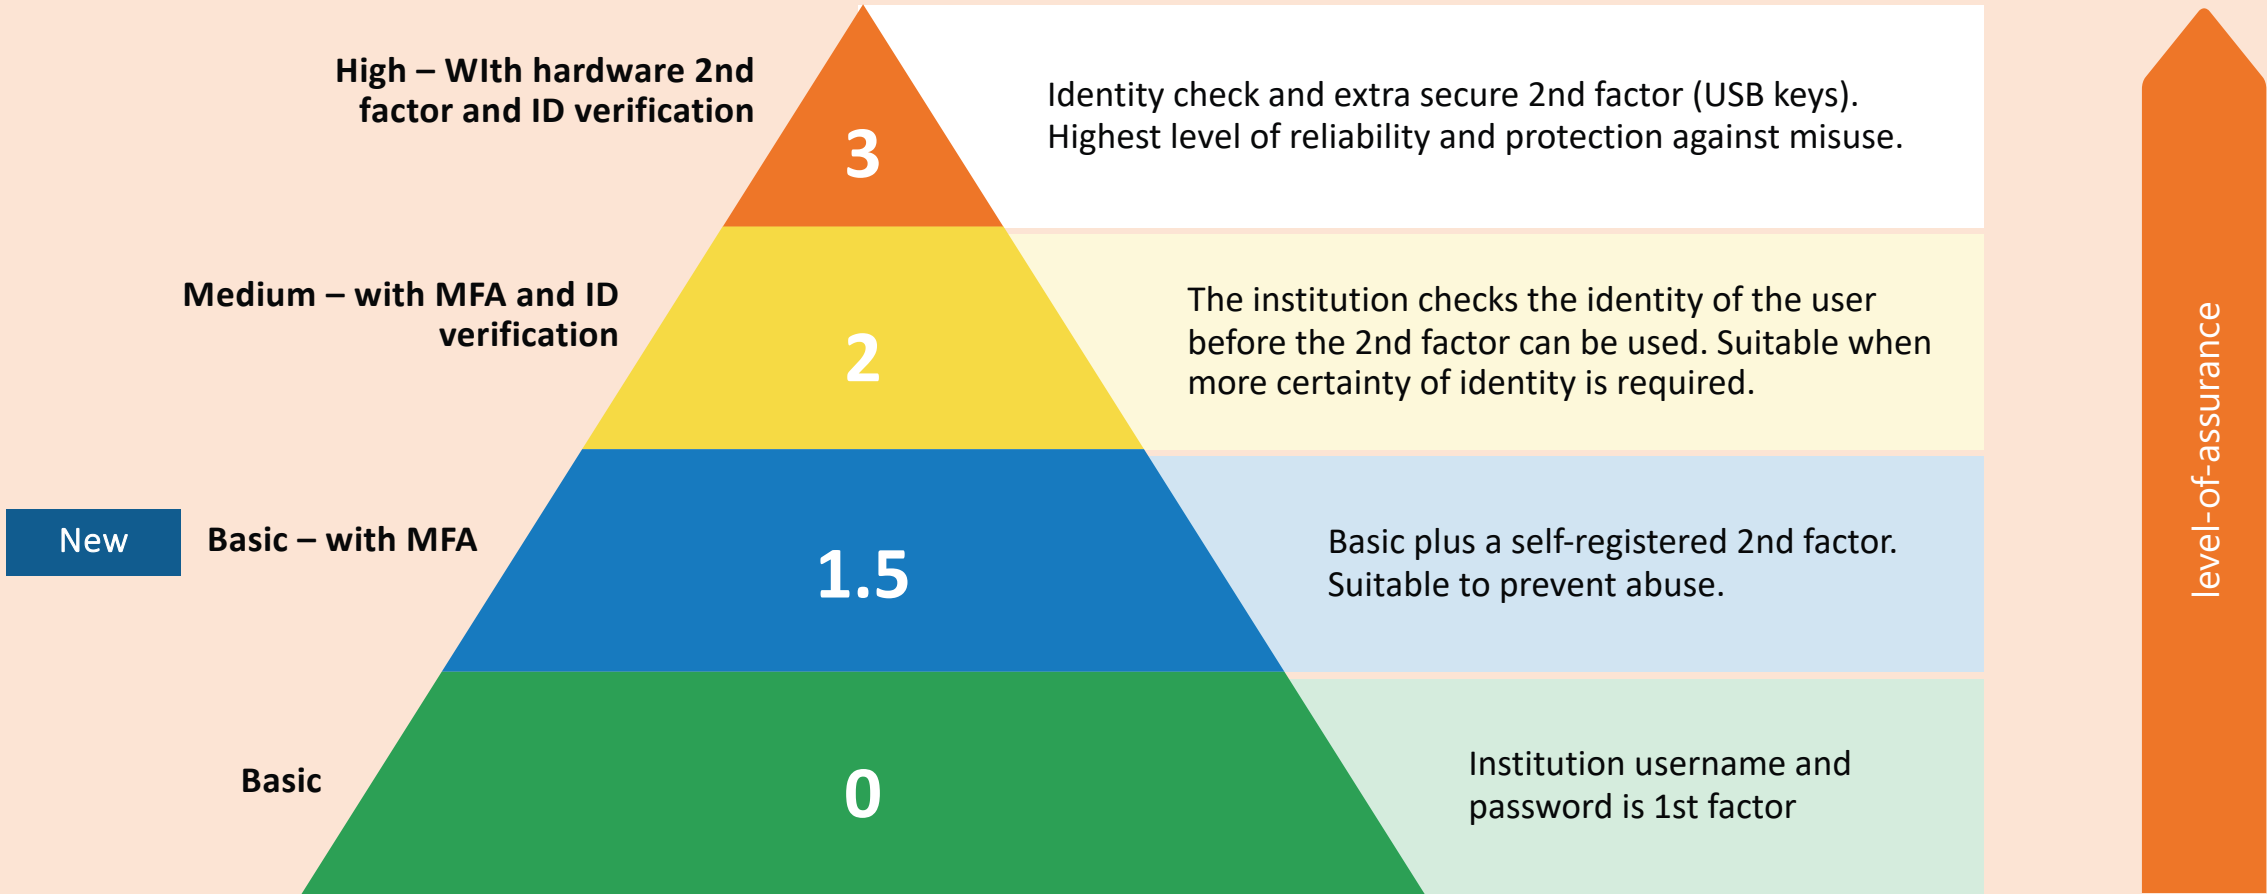 High – WIth hardware 2nd
factor and ID verification
3
Identity check and extra secure 2nd factor (USB keys).
Highest level of reliability and protection against misuse.
Medium – with MFA and ID
verification
2
The institution checks the identity of the user
before the 2nd factor can be used. Suitable when
more certainty of identity is required.
New
Basic – with MFA
1.5
Basic plus a self-registered 2nd factor.
Suitable to prevent abuse.
Basic
0
Institution username and
password is 1st factor
level-of-assurance